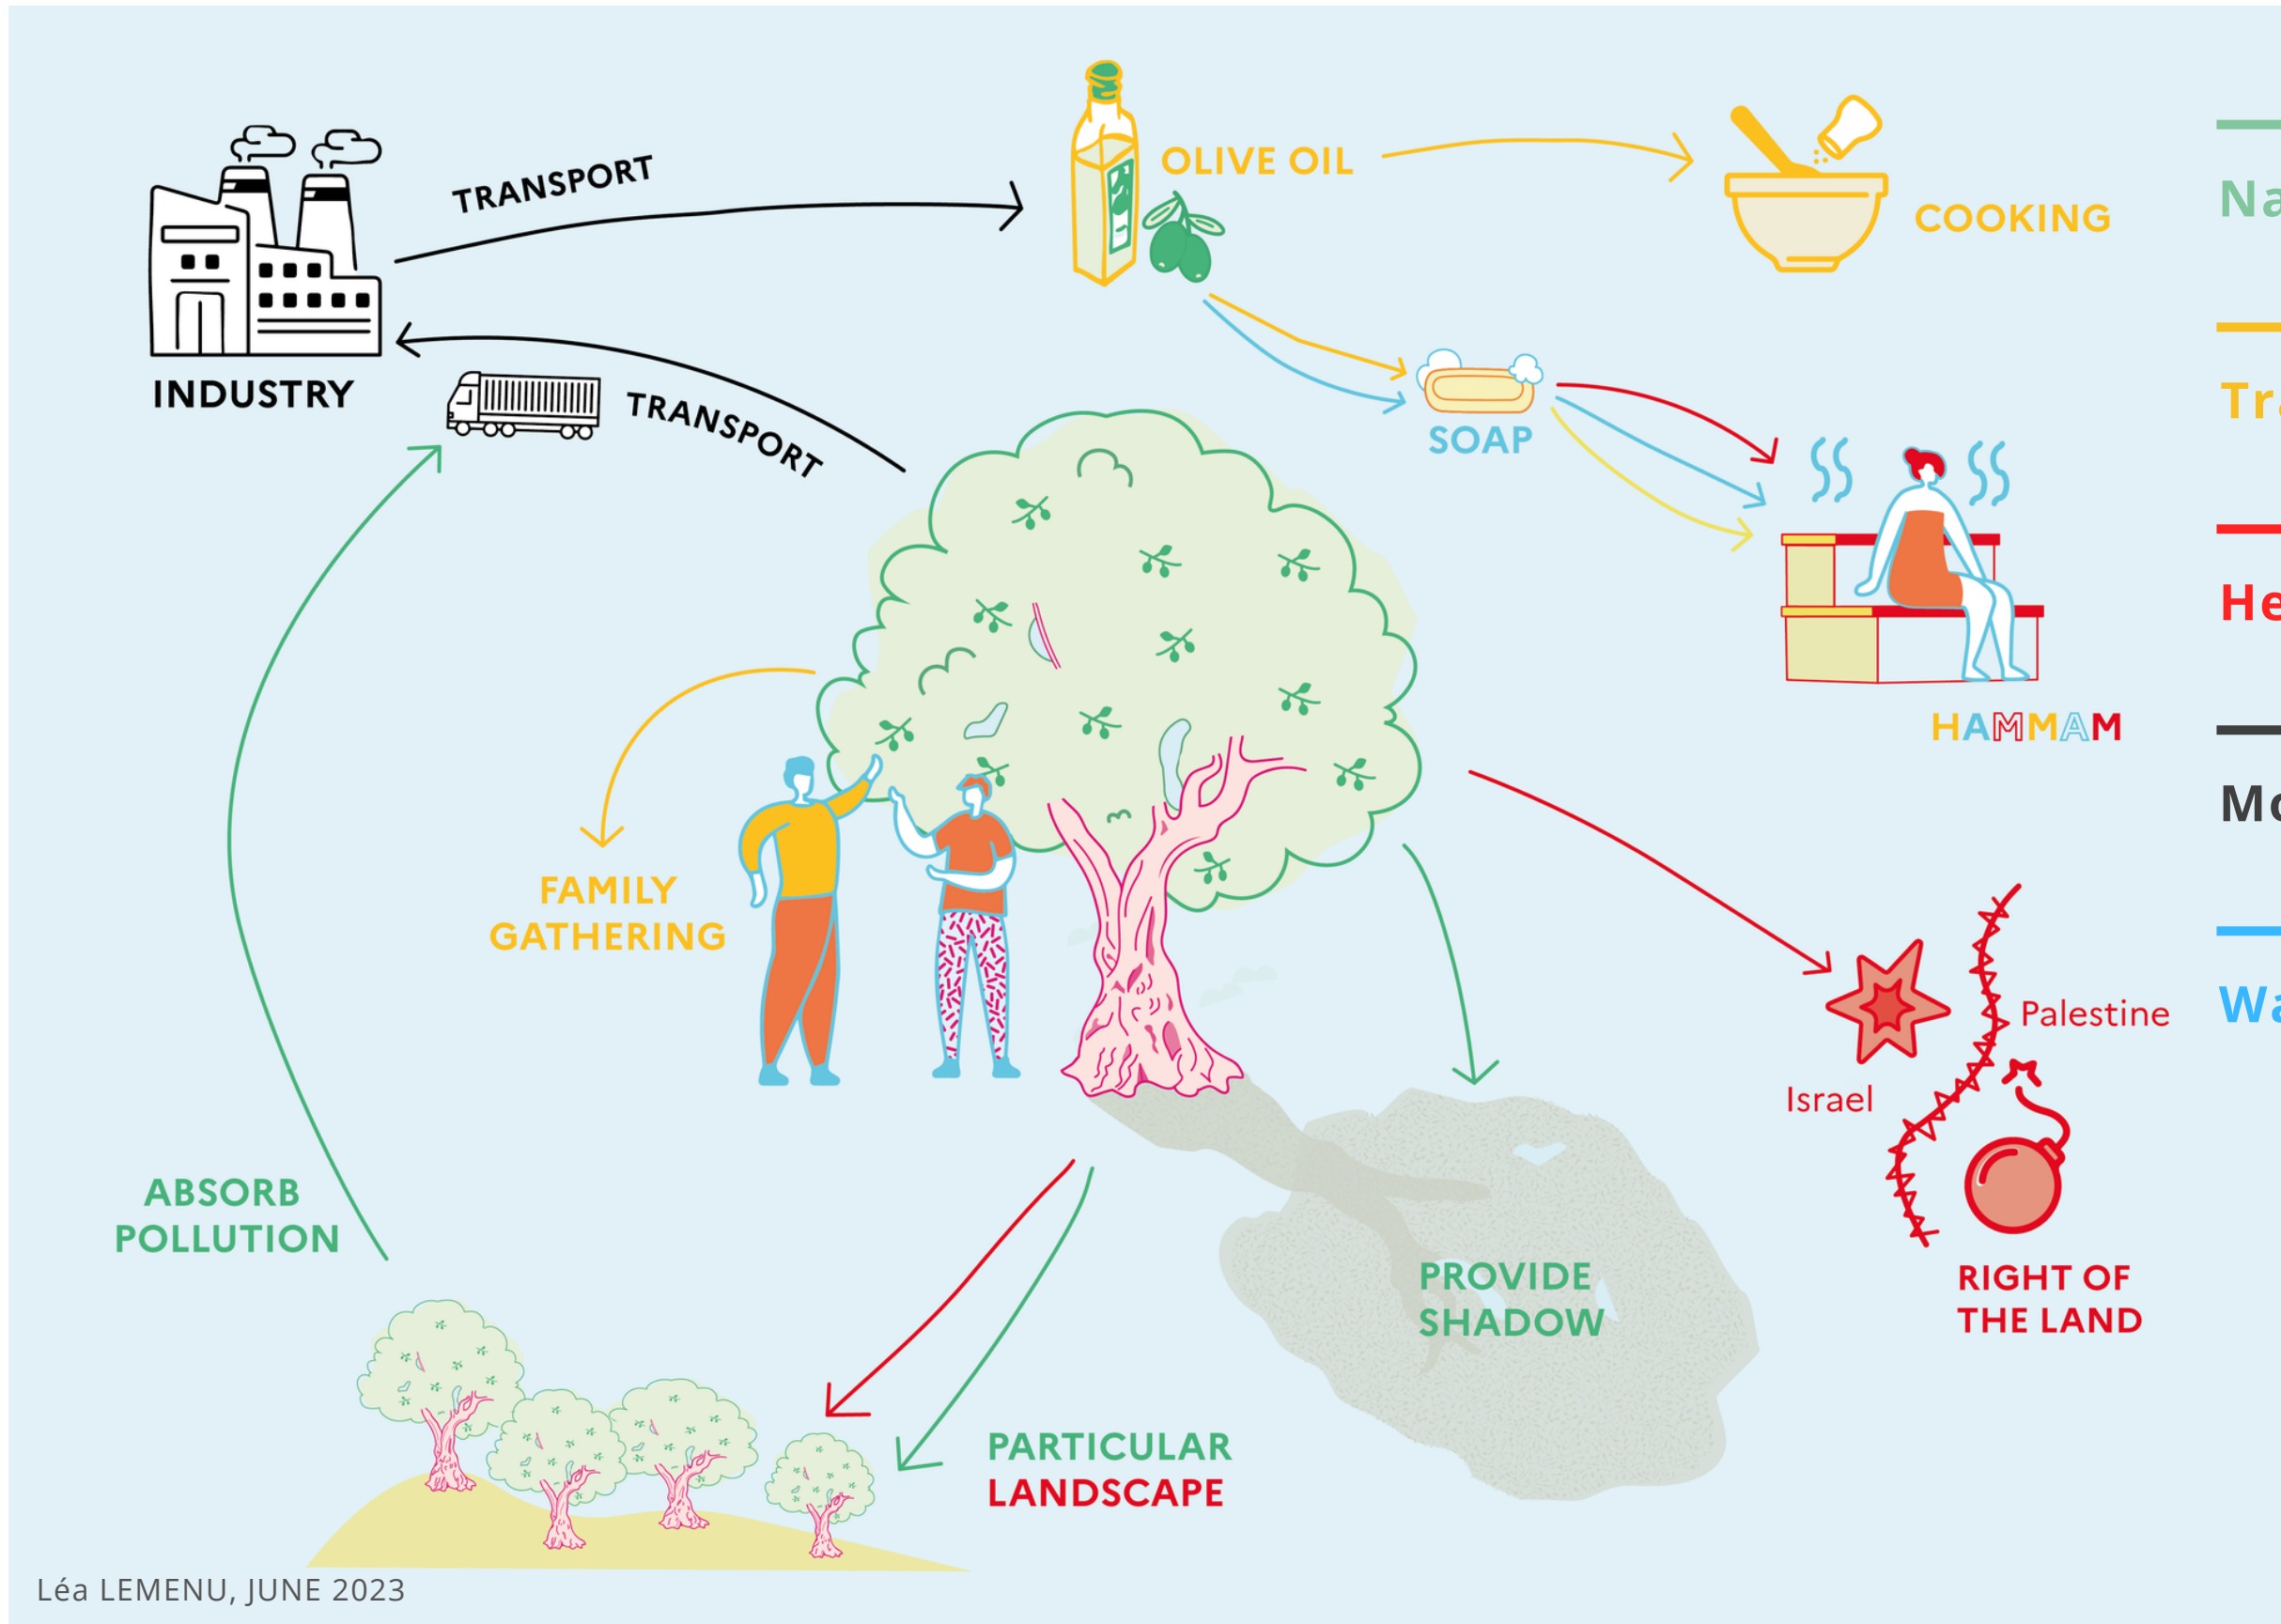 TRANSPORT
OLIVE OIL
COOKING
INDUSTRY
TRANSPORT
SOAP
HAMMAM
FAMILY
GATHERING
Palestine
Israel
ABSORB
POLLUTION
PROVIDE
SHADOW
RIGHT OF
THE LAND
PARTICULAR
LANDSCAPE
Léa LEMENU, JUNE 2023